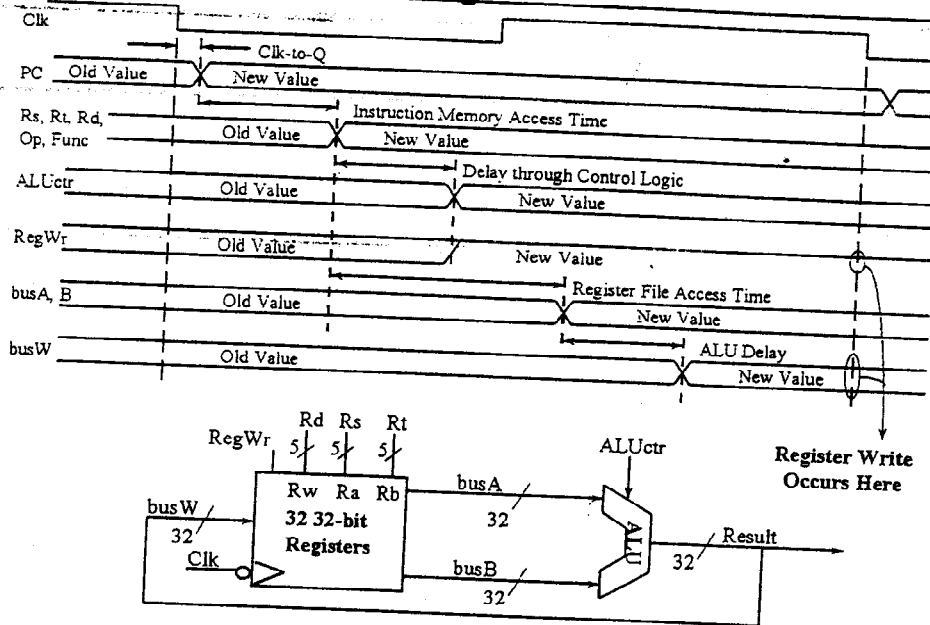 Clk
Clk-to-Q
PC Old Value New Value
Rs, Rt, Rd,
Op, Func
Instruction Memory Access Time
Old Value New Value
Delay through Control Logic
ALUctr Old Value New Value
RegWr Old Value New Value
Register File Access Time
busA, B Old Value New Value
ALU Delay
busW Old Value New Value
Register Write
Occurs Here
RegWr Rd Rs Rt
5 5 5
ALUctr
Rw Ra Rb
busA
32
busW
32
32 32-bit
Registers
ALU
Result
32
Clk
busB
32